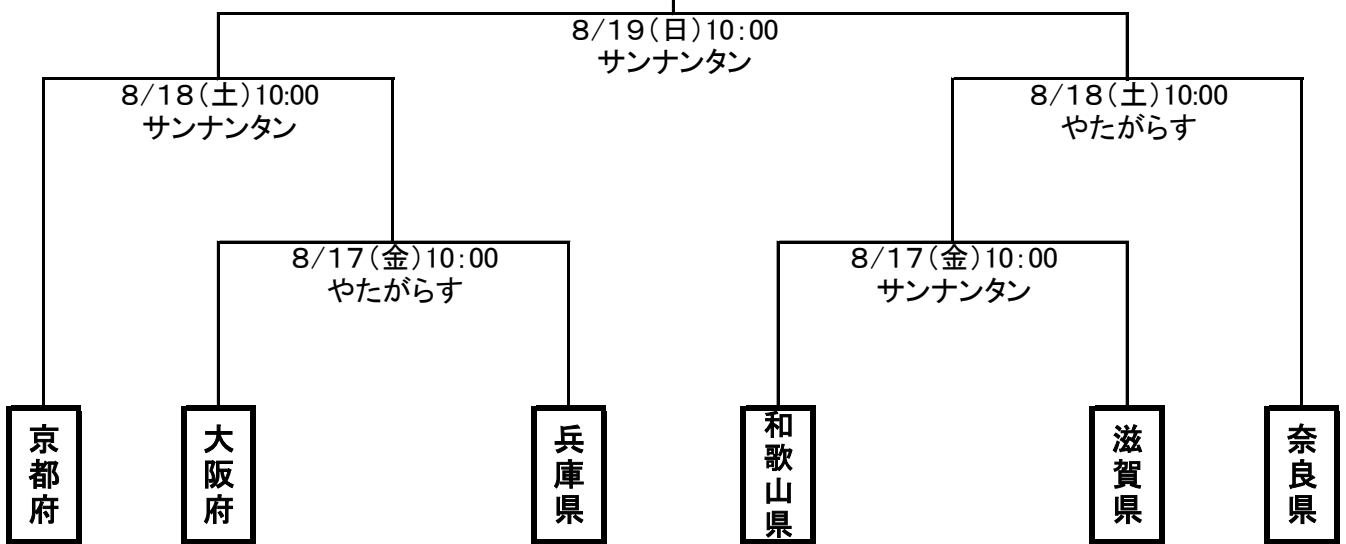 8/19(日)10:00
サンナンタン
8/18(土)10:00
サンナンタン
8/18(土)10:00
やたがらす
8/17(金)10:00
やたがらす
8/17(金)10:00
サンナンタン
京都府
大阪府
兵庫県
和歌山県
滋賀県
奈良県